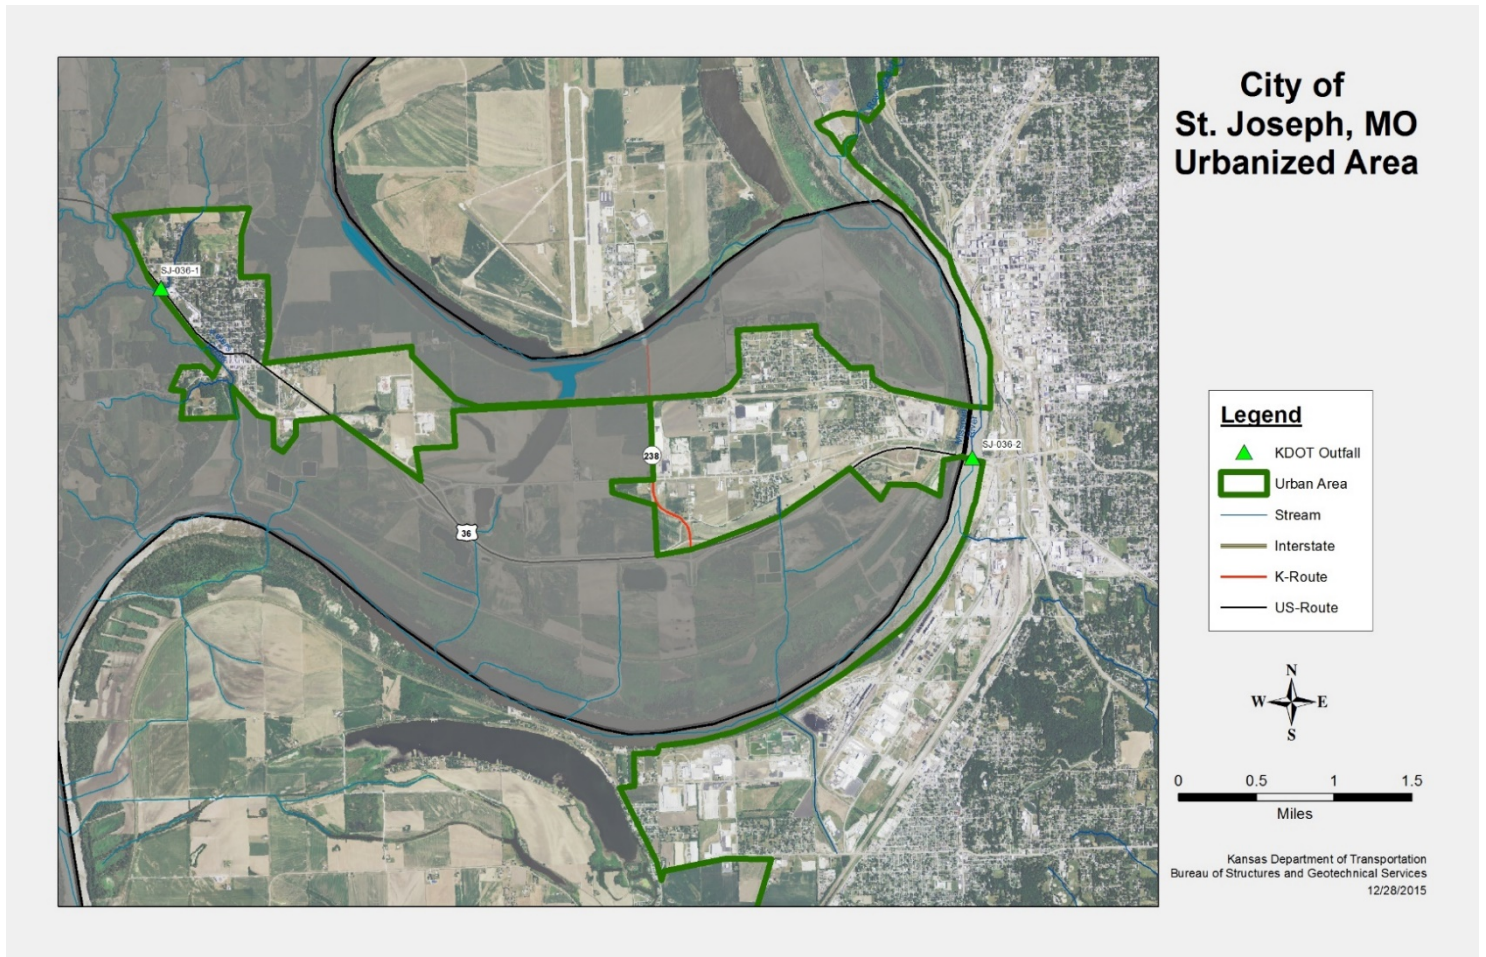 City of
St. Joseph, MO
Urbanized Area
SJ-036-1
238
SJ-036-2
36
Legend
KDOT Outfall
Urban Area
Stream
Interstate
K-Route
US-Route
N
W E
S
0 0.5 1 1.5
Miles
Kansas Department of Transportation
Bureau of Structures and Geotechnical Services
12/28/2015